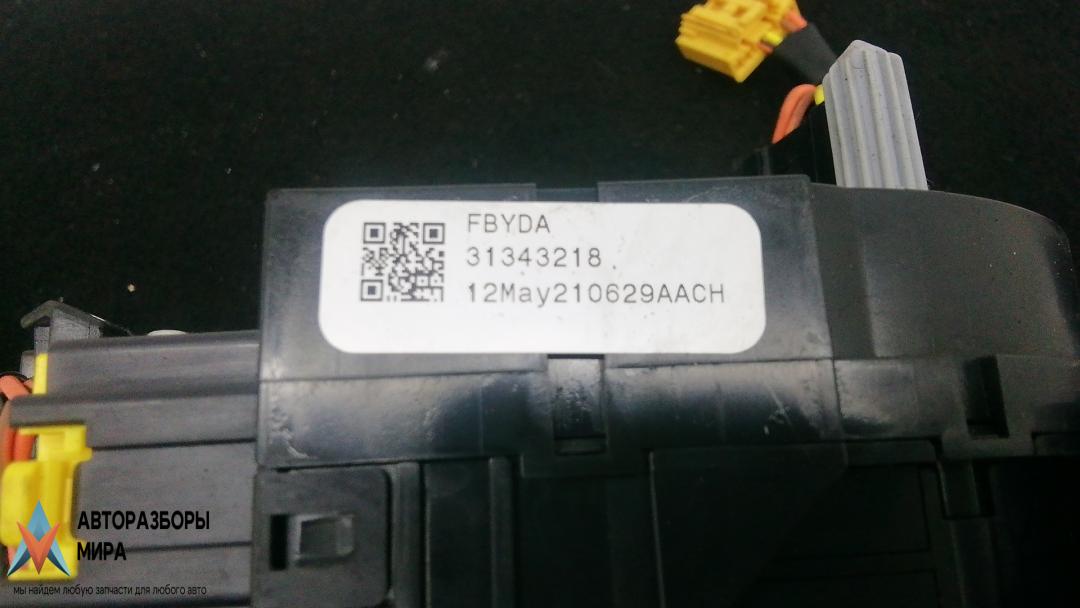 FBYDA
31343218
12May210629AACH
АВТОРАЗБОРЫ
МИРА
мы найдем любую запчасти для любого авто